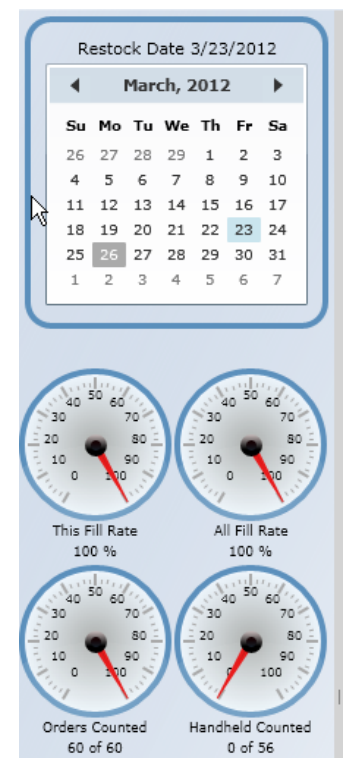 Restock Date 3/23/2012
March, 2012
Su Mo Tu We Th Fr Sa
26 27 28 29 1 2 3
4 5 6 7 8 9 10
11 12 13 14 15 16 17
18 19 20 21 22 23 24
25 26 27 28 29 30 31
1 2 3 4 5 6 7
0 10 20 30 40 50 60 70 80 90 100
This Fill Rate
100 %
0 10 20 30 40 50 60 70 80 90 100
All Fill Rate
100 %
0 10 20 30 40 50 60 70 80 90 100
Orders Counted
60 of 60
0 10 20 30 40 50 60 70 80 90 100
Handheld Counted
0 of 56